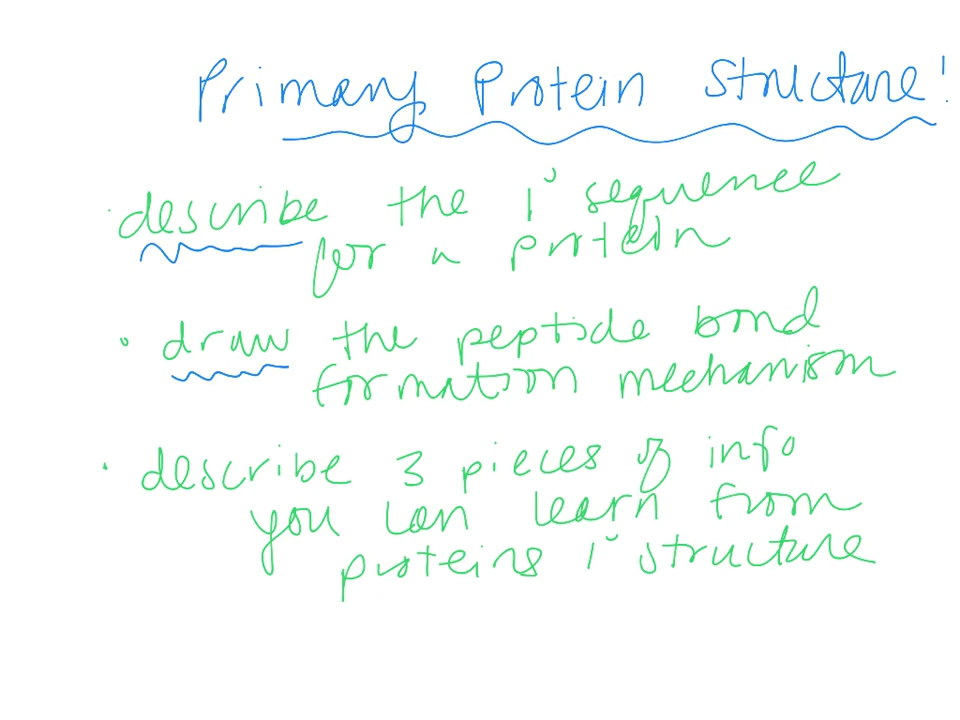 Primary Protein Structure!
· describe the 1° sequence
for a protein
· draw the peptide bond
formation mechanism
· describe 3 pieces of info
you can learn from
proteins 1° structure